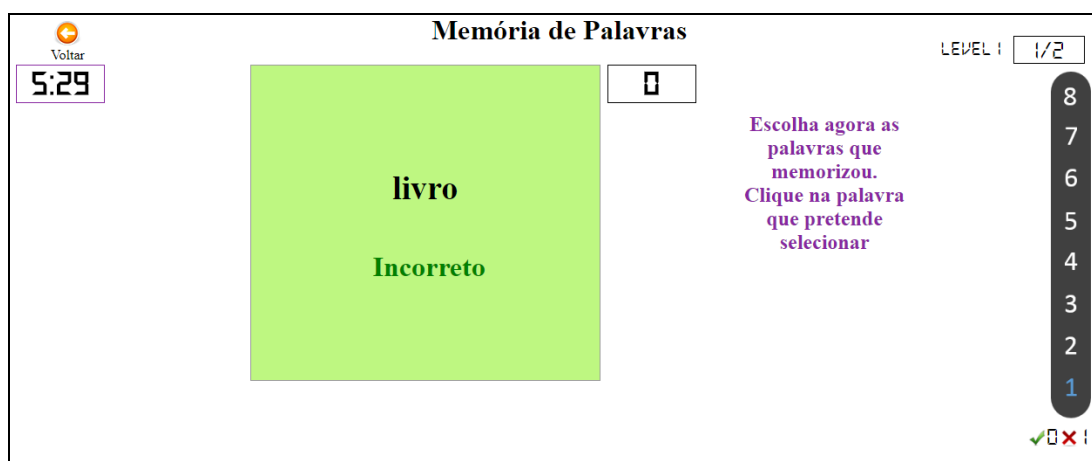 Memória de Palavras
Voltar
LEVEL 1 1/2
5:29
0
livro
Incorreto
Escolha agora as
palavras que
memorizou.
Clique na palavra
que pretende
selecionar
8
7
6
5
4
3
2
1
0 1